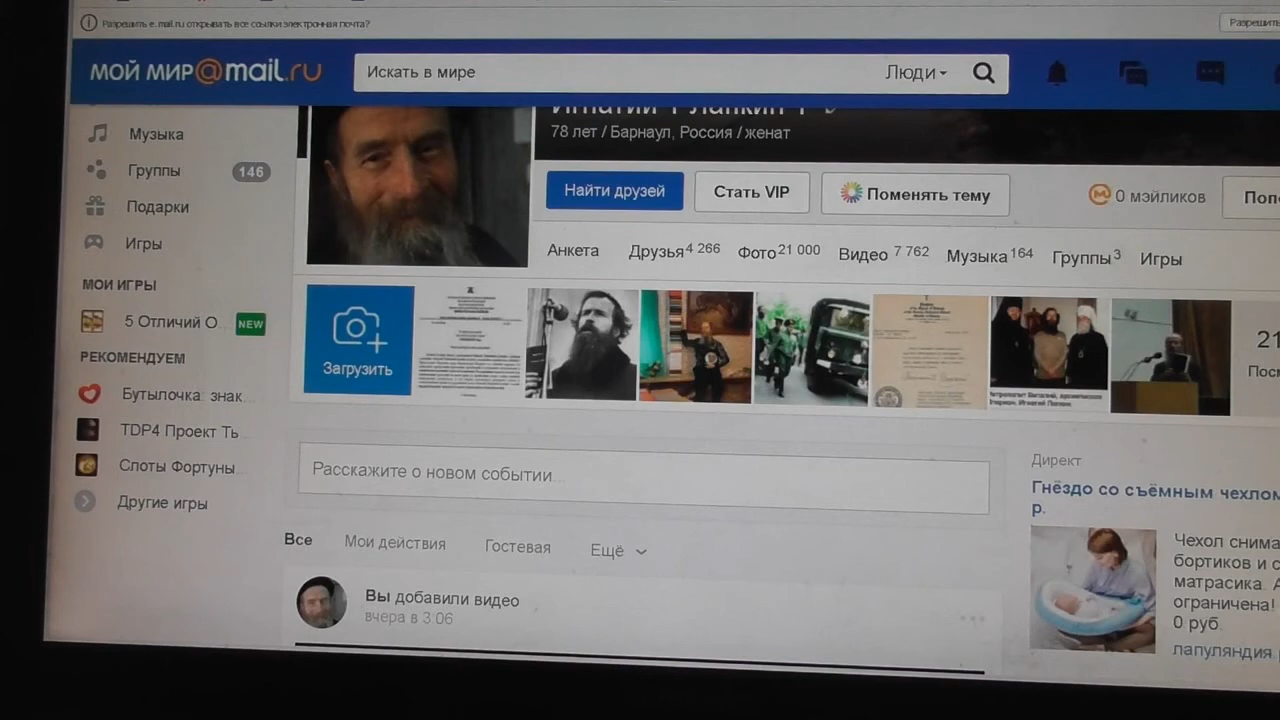 Разрешить e.mail.ru открывать все ссылки электронная почта?
Разрешить
МОЙ МИР@mail.ru
Искать в мире
Люди
78 лет / Барнаул, Россия / женат
Музыка
Группы 146
Подарки
Игры
МОИ ИГРЫ
5 Отличий О... NEW
РЕКОМЕНДУЕМ
Бутылочка: знак...
TDP4 Проект Ть...
Слоты Фортуны...
Другие игры
Найти друзей
Стать VIP
Поменять тему
0 мэйликов
Анкета Друзья 4 266 Фото 21 000 Видео 7 762 Музыка 164 Группы 3 Игры
Загрузить
Расскажите о новом событии...
Все Мои действия Гостевая Ещё
Вы добавили видео
вчера в 3:06
Директ
Гнёздо со съёмным чехлом
р.
Чехол снима
бортиков и с
матрасика. А
ограничена!
0 руб.
лапуляндия